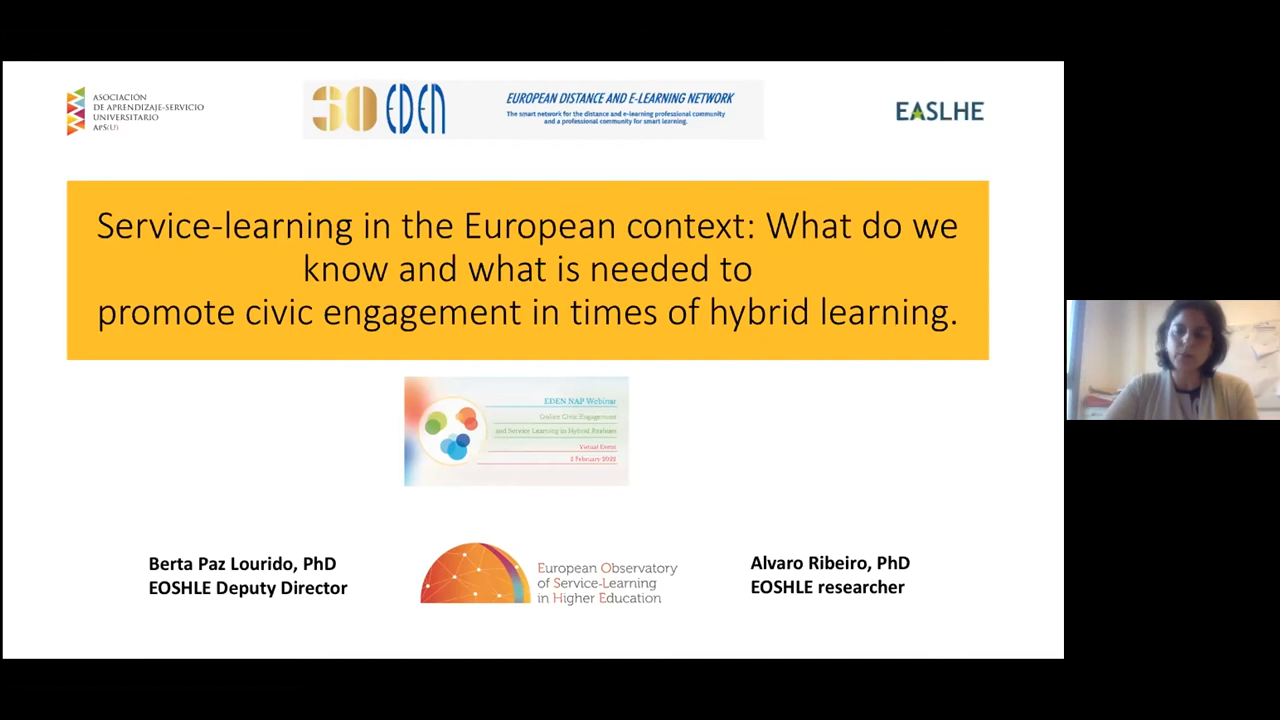 ASOCIACIÓN
DE APRENDIZAJE-SERVICIO
UNIVERSITARIO
APS(U)
30 EDEN
EUROPEAN DISTANCE AND E-LEARNING NETWORK
The smart network for the distance and e-learning professional community
and a professional community for smart learning.
EASLHE
Service-learning in the European context: What do we
know and what is needed to
promote civic engagement in times of hybrid learning.
EDEN NAP Webinar
Online Civic Engagement
and Service Learning in Hybrid Realities
Virtual Event
2 February 2022
Berta Paz Lourido, PhD
EOSHLE Deputy Director
European Observatory
of Service-Learning
in Higher Education
Alvaro Ribeiro, PhD
EOSHLE researcher